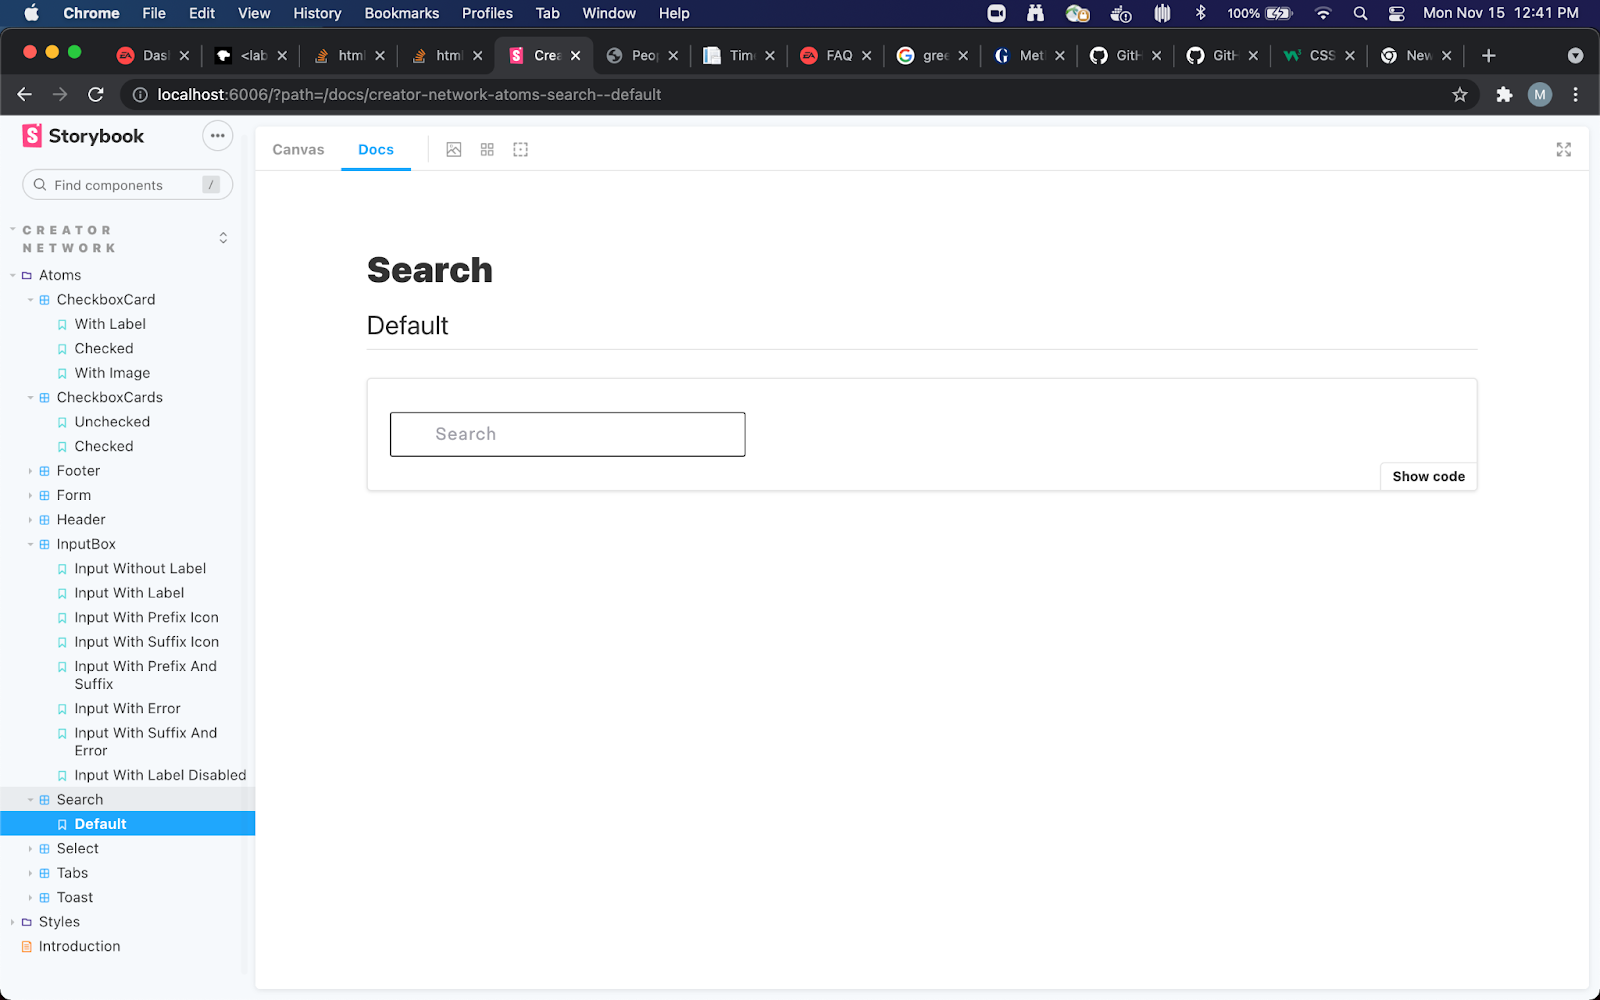 Chrome File Edit View History Bookmarks Profiles Tab Window Help 100% Mon Nov 15 12:41 PM
Das <lab html html Crea Peo Time FAQ gree Met GitH GitH CSS New
localhost:6006/?path=/docs/creator-network-atoms-search--default M
Storybook
Find components /
CREATOR
NETWORK
Atoms
CheckboxCard
With Label
Checked
With Image
CheckboxCards
Unchecked
Checked
Footer
Form
Header
InputBox
Input Without Label
Input With Label
Input With Prefix Icon
Input With Suffix Icon
Input With Prefix And
Suffix
Input With Error
Input With Suffix And
Error
Input With Label Disabled
Search
Default
Select
Tabs
Toast
Styles
Introduction
Canvas Docs
Search
Default
Search
Show code